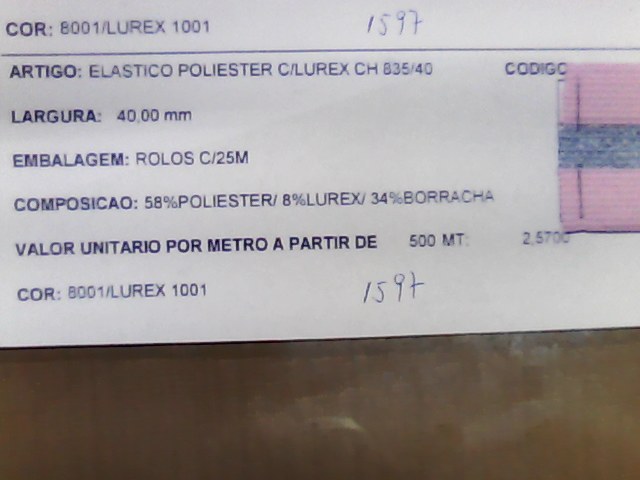 COR: 8001/LUREX 1001 1597
ARTIGO: ELASTICO POLIESTER C/LUREX CH 835/40 CODIGO
LARGURA: 40,00 mm
EMBALAGEM: ROLOS C/25M
COMPOSICAO: 58%POLIESTER/ 8%LUREX/ 34%BORRACHA
VALOR UNITARIO POR METRO A PARTIR DE 500 MT: 2,5700
COR: 8001/LUREX 1001 1597